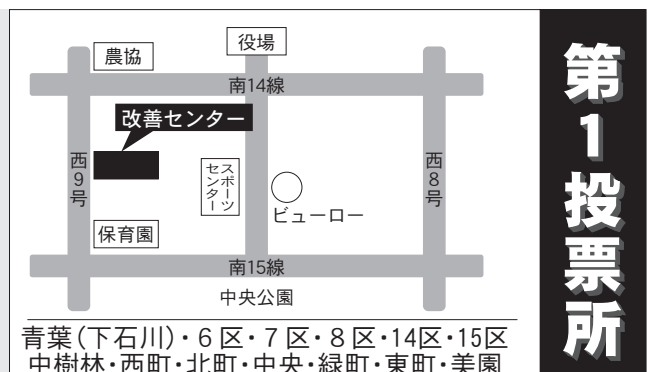 第1投票所
農協
役場
南14線
改善センター
西9号
スポーツ
センター
ビューロー
西8号
保育園
南15線
中央公園
青葉(下石川)・6区・7区・8区・14区・15区
中樹林・西町・北町・中央・緑町・東町・美園